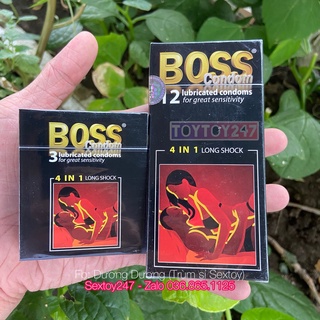 BOSS®
Condom
3 lubricated condoms
for great sensitivity
4 IN 1 LONG SHOCK
BOSS®
Condom
12 lubricated condoms
for great sensitivity
TOYTOY247
4 IN 1 LONG SHOCK
Fb: Dương Dương (Trùm sỉ Sextoy)
Sextoy247 - Zalo 035.865.1125